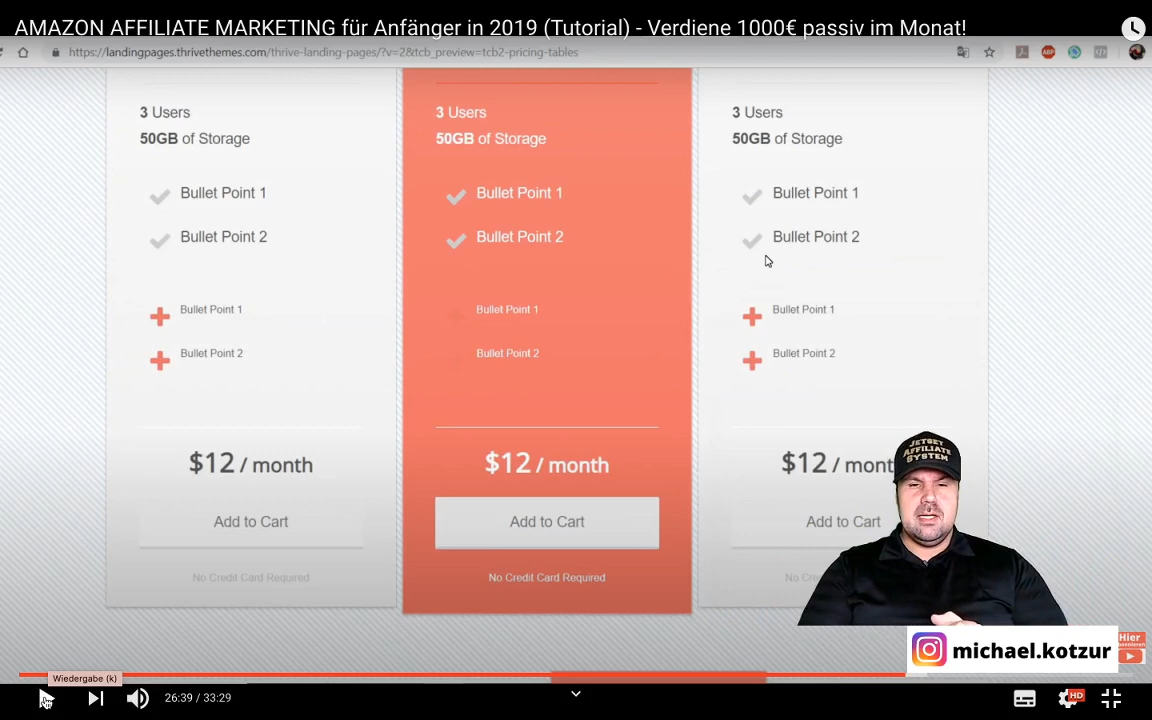 AMAZON AFFILIATE MARKETING für Anfänger in 2019 (Tutorial) - Verdiene 1000€ passiv im Monat!
https://landingpages.thrivethemes.com/thrive-landing-pages/?v=2&tcb_preview=tcb2-pricing-tables
ABP
3 Users
50GB of Storage
Bullet Point 1
Bullet Point 2
Bullet Point 1
Bullet Point 2
$12 / month
Add to Cart
No Credit Card Required
3 Users
50GB of Storage
Bullet Point 1
Bullet Point 2
Bullet Point 1
Bullet Point 2
$12 / month
Add to Cart
No Credit Card Required
3 Users
50GB of Storage
Bullet Point 1
Bullet Point 2
Bullet Point 1
Bullet Point 2
$12 / mont
Add to Cart
No Cre
JETSET
AFFILIATE
SYSTEM
michael.kotzur
Hier
Wiedergabe (k)
26:39 / 33:29
HD